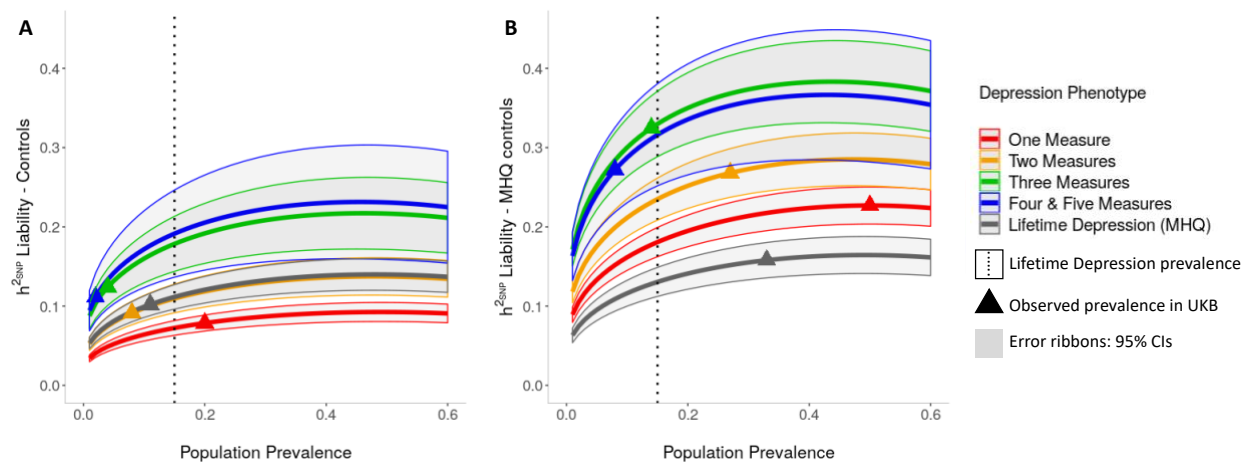 A
B
h²SNP Liability - Controls
0.4
0.3
0.2
0.1
0.0
0.0 0.2 0.4 0.6
Population Prevalence
h²SNP Liability - MHQ controls
0.4
0.3
0.2
0.1
0.0
0.0 0.2 0.4 0.6
Population Prevalence
Depression Phenotype
One Measure
Two Measures
Three Measures
Four & Five Measures
Lifetime Depression (MHQ)
Lifetime Depression prevalence
Observed prevalence in UKB
Error ribbons: 95% CIs